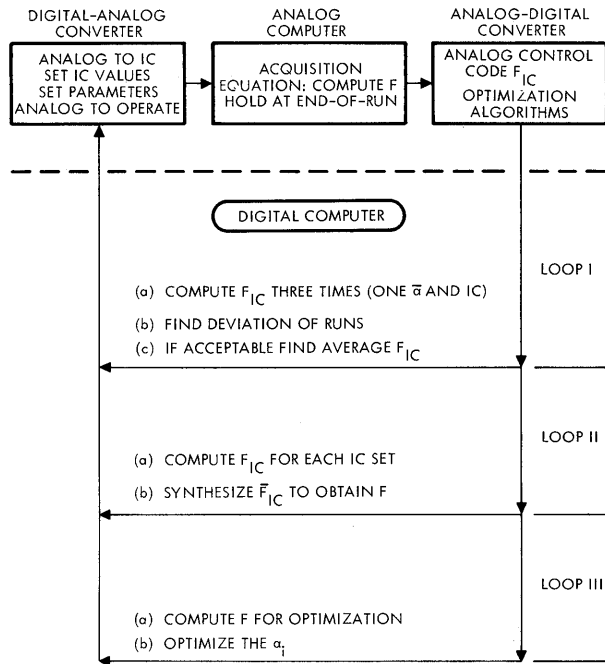 DIGITAL-ANALOG
CONVERTER
ANALOG TO IC
SET IC VALUES
SET PARAMETERS
ANALOG TO OPERATE
ANALOG
COMPUTER
ACQUISITION
EQUATION: COMPUTE F
HOLD AT END-OF-RUN
ANALOG-DIGITAL
CONVERTER
ANALOG CONTROL
CODE F_IC
OPTIMIZATION
ALGORITHMS
DIGITAL COMPUTER
LOOP I
(a) COMPUTE F_IC THREE TIMES (ONE ᾱ AND IC)
(b) FIND DEVIATION OF RUNS
(c) IF ACCEPTABLE FIND AVERAGE F_IC
LOOP II
(a) COMPUTE F_IC FOR EACH IC SET
(b) SYNTHESIZE F̄_IC TO OBTAIN F
LOOP III
(a) COMPUTE F FOR OPTIMIZATION
(b) OPTIMIZE THE α_i